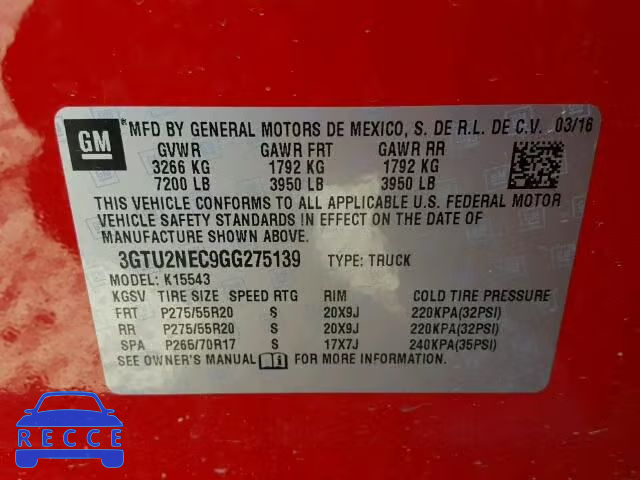 GM
® MFD BY GENERAL MOTORS DE MEXICO, S. DE R.L. DE C.V. 03/16
GVWR GAWR FRT GAWR RR
3266 KG 1792 KG 1792 KG
7200 LB 3950 LB 3950 LB
THIS VEHICLE CONFORMS TO ALL APPLICABLE U.S. FEDERAL MOTOR
VEHICLE SAFETY STANDARDS IN EFFECT ON THE DATE OF
MANUFACTURE SHOWN ABOVE.
3GTU2NEC9GG275139 TYPE: TRUCK
MODEL: K15543
KGSV TIRE SIZE SPEED RTG RIM COLD TIRE PRESSURE
FRT P275/55R20 S 20X9J 220KPA(32PSI)
RR P275/55R20 S 20X9J 220KPA(32PSI)
SPA P265/70R17 S 17X7J 240KPA(35PSI)
SEE OWNER'S MANUAL FOR MORE INFORMATION.
BIDCARZ.INFO